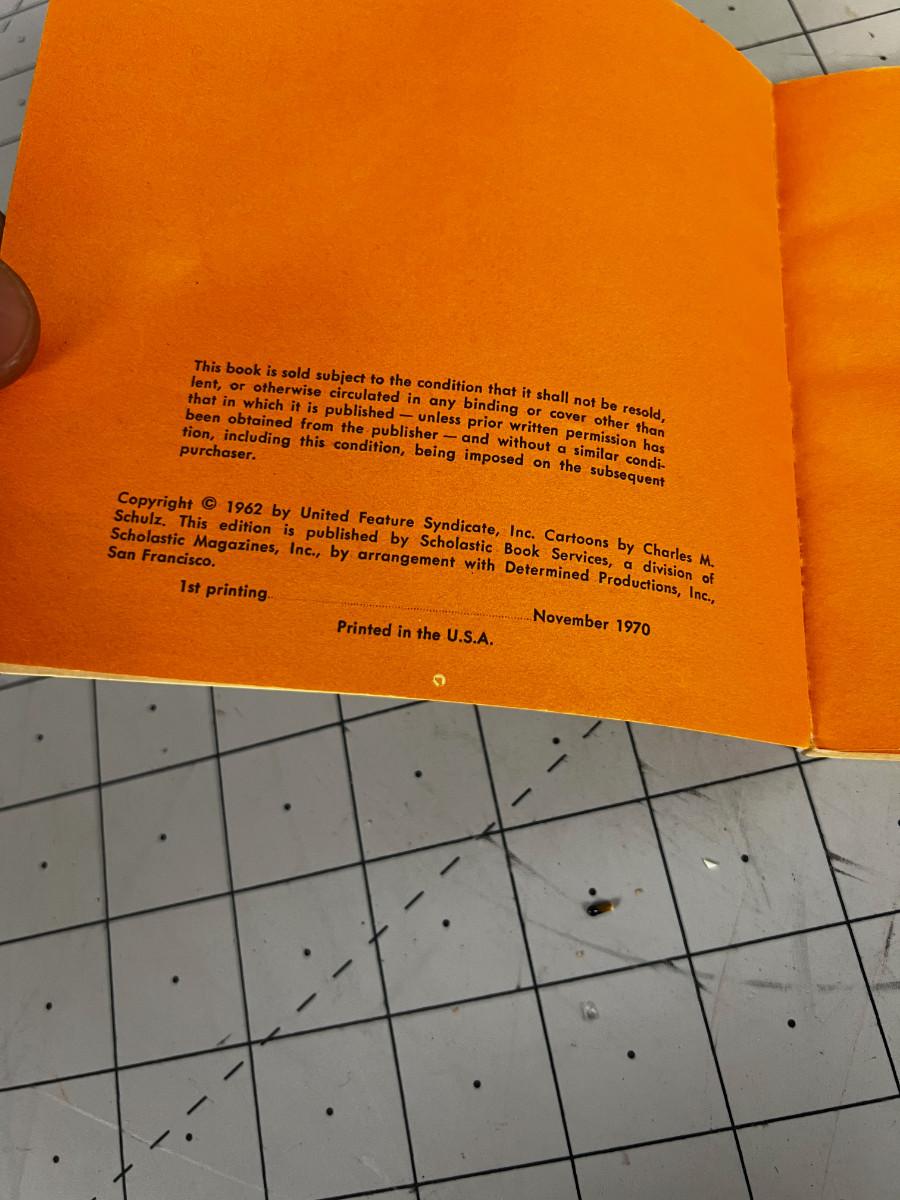 This book is sold subject to the condition that it shall not be resold,
lent, or otherwise circulated in any binding or cover other than
that in which it is published — unless prior written permission has
been obtained from the publisher — and without a similar condi-
tion, including this condition, being imposed on the subsequent
purchaser.
Copyright © 1962 by United Feature Syndicate, Inc. Cartoons by Charles M.
Schulz. This edition is published by Scholastic Book Services, a division of
Scholastic Magazines, Inc., by arrangement with Determined Productions, Inc.,
San Francisco.
1st printing..............................November 1970
Printed in the U.S.A.